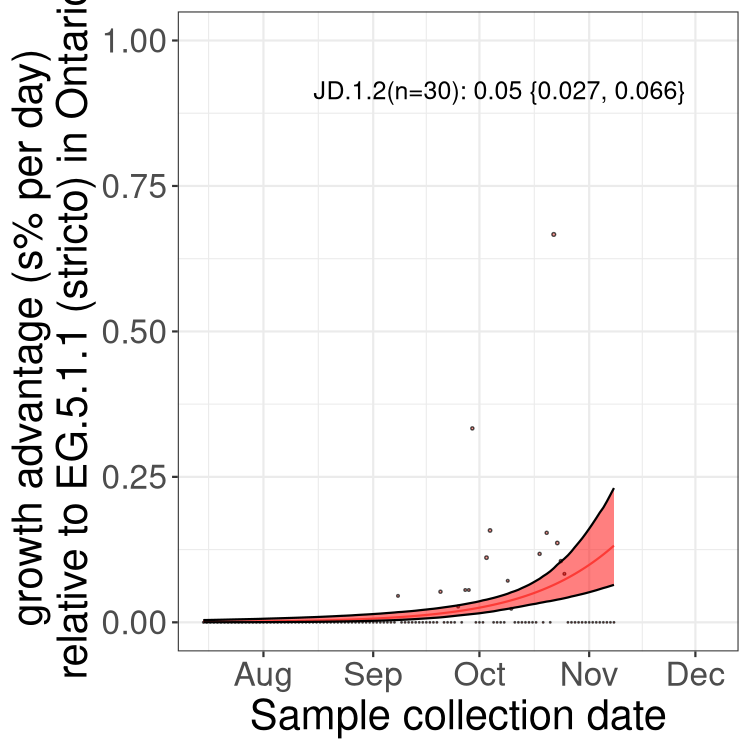 growth advantage (s% per day)
relative to EG.5.1.1 (stricto) in Ontario
1.00
0.75
0.50
0.25
0.00
JD.1.2(n=30): 0.05 {0.027, 0.066}
Aug Sep Oct Nov Dec
Sample collection date